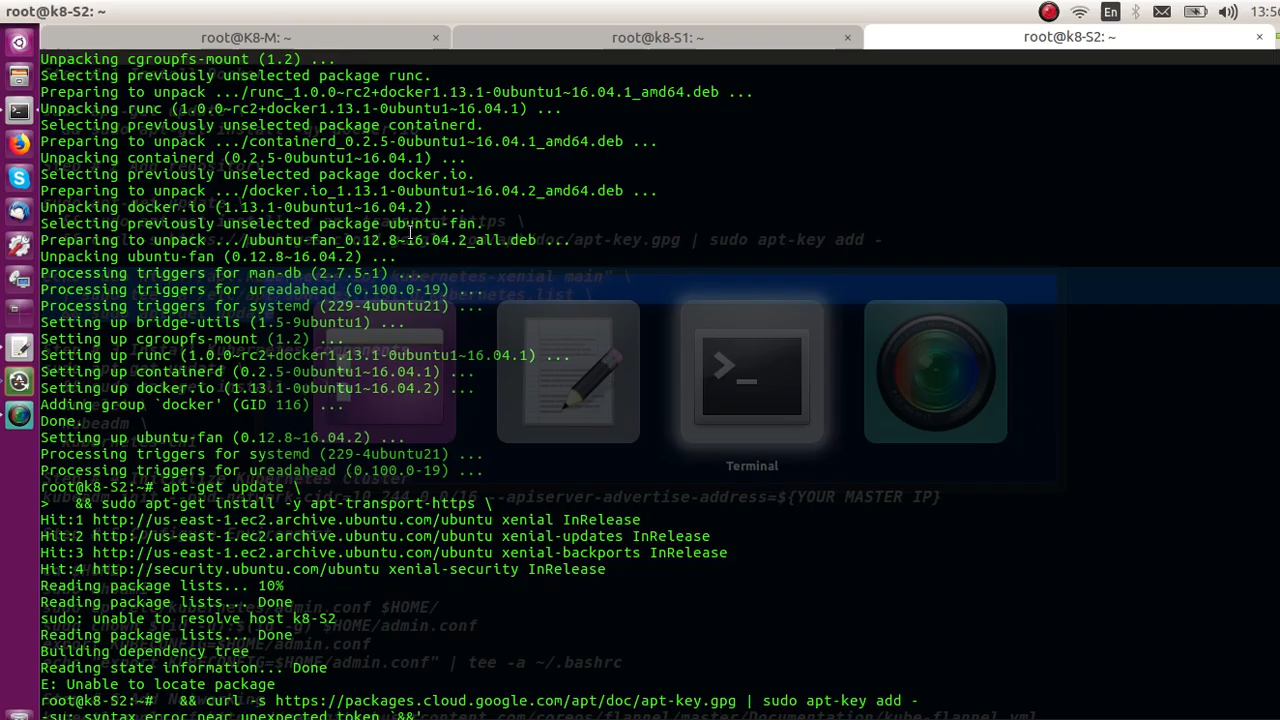 root@k8-S2: ~
En
13:56
root@K8-M: ~ × root@k8-S1: ~ × root@k8-S2: ~ ×
Unpacking cgroupfs-mount (1.2) ...
Selecting previously unselected package runc.
Preparing to unpack .../runc_1.0.0~rc2+docker1.13.1-0ubuntu1~16.04.1_amd64.deb ...
Unpacking runc (1.0.0~rc2+docker1.13.1-0ubuntu1~16.04.1) ...
Selecting previously unselected package containerd.
Preparing to unpack .../containerd_0.2.5-0ubuntu1~16.04.1_amd64.deb ...
Unpacking containerd (0.2.5-0ubuntu1~16.04.1) ...
Selecting previously unselected package docker.io.
Preparing to unpack .../docker.io_1.13.1-0ubuntu1~16.04.2_amd64.deb ...
Unpacking docker.io (1.13.1-0ubuntu1~16.04.2) ...
Selecting previously unselected package ubuntu-fan.
Preparing to unpack .../ubuntu-fan_0.12.8~16.04.2_all.deb ...
Unpacking ubuntu-fan (0.12.8~16.04.2) ...
Processing triggers for man-db (2.7.5-1) ...
Processing triggers for ureadahead (0.100.0-19) ...
Processing triggers for systemd (229-4ubuntu21) ...
Setting up bridge-utils (1.5-9ubuntu1) ...
Setting up cgroupfs-mount (1.2) ...
Setting up runc (1.0.0~rc2+docker1.13.1-0ubuntu1~16.04.1) ...
Setting up containerd (0.2.5-0ubuntu1~16.04.1) ...
Setting up docker.io (1.13.1-0ubuntu1~16.04.2) ...
Adding group `docker' (GID 116) ...
Done.
Setting up ubuntu-fan (0.12.8~16.04.2) ...
Processing triggers for systemd (229-4ubuntu21) ...
Processing triggers for ureadahead (0.100.0-19) ...
Terminal
root@k8-S2:~# apt-get update \
>   && sudo apt-get install -y apt-transport-https \
Hit:1 http://us-east-1.ec2.archive.ubuntu.com/ubuntu xenial InRelease
Hit:2 http://us-east-1.ec2.archive.ubuntu.com/ubuntu xenial-updates InRelease
Hit:3 http://us-east-1.ec2.archive.ubuntu.com/ubuntu xenial-backports InRelease
Hit:4 http://security.ubuntu.com/ubuntu xenial-security InRelease
Reading package lists... 10%
Reading package lists... Done
sudo: unable to resolve host k8-S2
Reading package lists... Done
Building dependency tree
Reading state information... Done
E: Unable to locate package
root@k8-S2:~#   && curl -s https://packages.cloud.google.com/apt/doc/apt-key.gpg | sudo apt-key add -
-su: syntax error near unexpected token `&&'